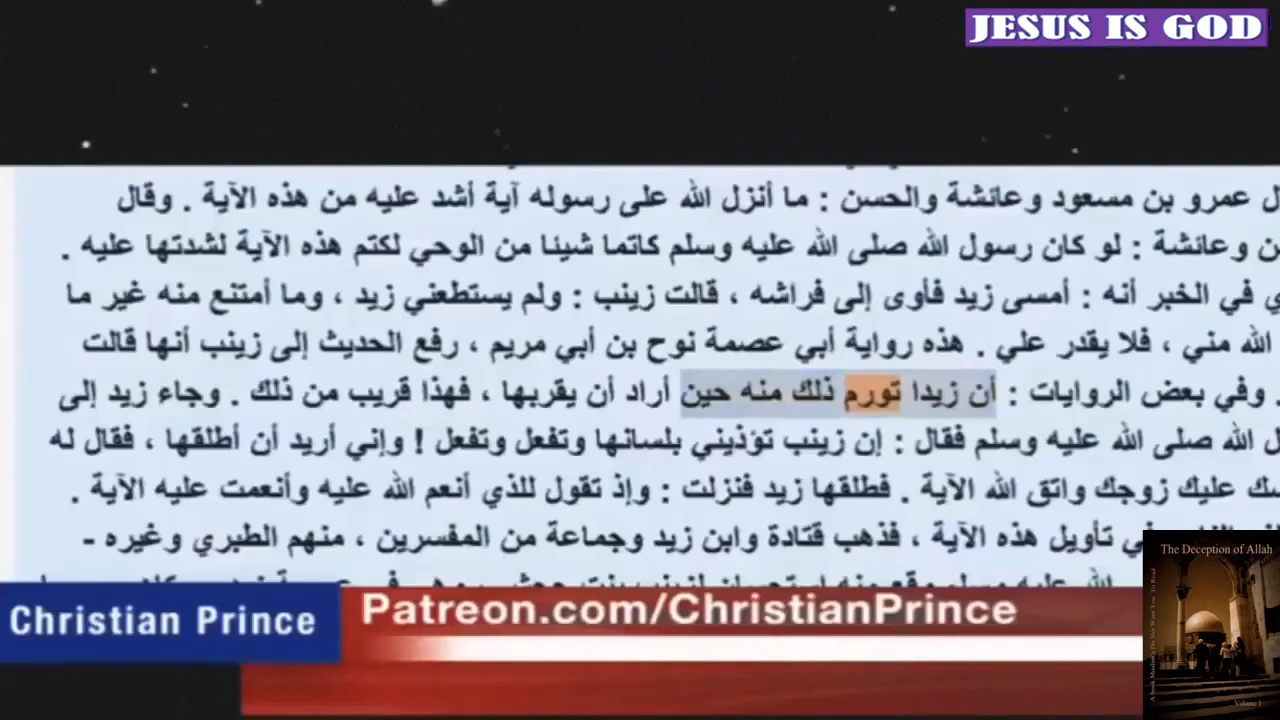 JESUS IS GOD
عمرو بن مسعود وعائشة والحسن : ما أنزل الله على رسوله آية أشد عليه من هذه الآية . وقال
وعائشة : لو كان رسول الله صلى الله عليه وسلم كاتما شيئا من الوحي لكتم هذه الآية لشدتها عليه .
في الخبر أنه : أمسى زيد فأوى إلى فراشه ، قالت زينب : ولم يستطعني زيد ، وما أمتنع منه غير ما
الله مني ، فلا يقدر علي . هذه رواية أبي عصمة نوح بن أبي مريم ، رفع الحديث إلى زينب أنها قالت
وفي بعض الروايات : أن زيدا تورم ذلك منه حين أراد أن يقربها ، فهذا قريب من ذلك . وجاء زيد إلى
الله صلى الله عليه وسلم فقال : إن زينب تؤذيني بلسانها وتفعل وتفعل ! وإني أريد أن أطلقها ، فقال له
عليك زوجك واتق الله الآية . فطلقها زيد فنزلت : وإذ تقول للذي أنعم الله عليه وأنعمت عليه الآية .
في تأويل هذه الآية ، فذهب قتادة وابن زيد وجماعة من المفسرين ، منهم الطبري وغيره -
The Deception of Allah
Volume 1
Christian Prince
Patreon.com/ChristianPrince